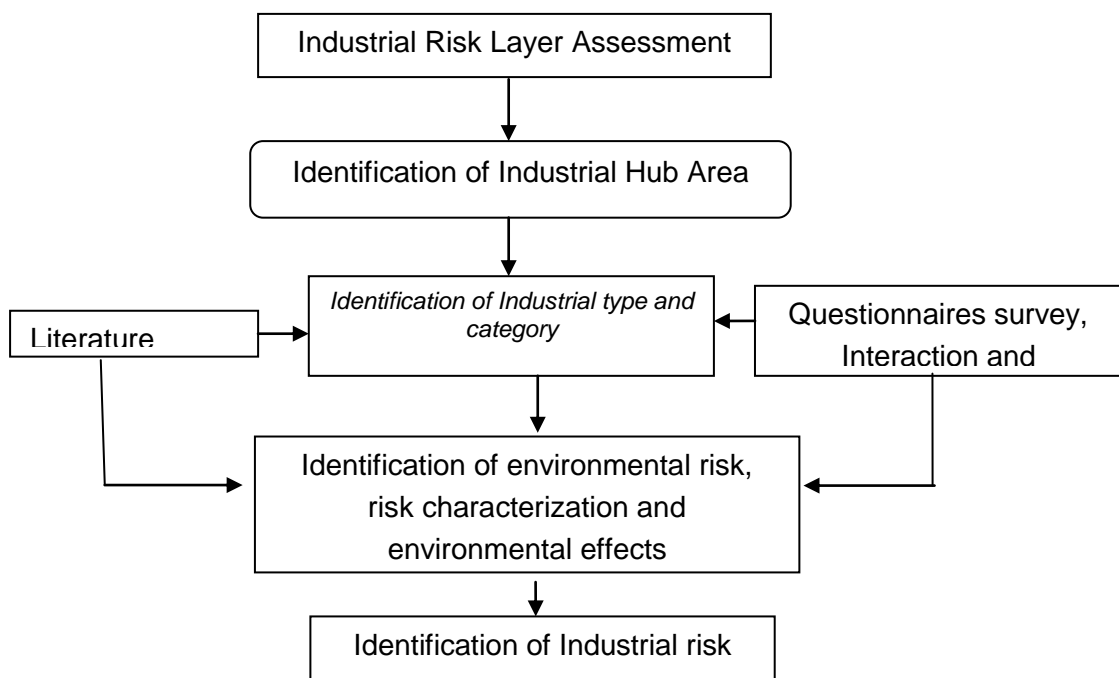 Industrial Risk Layer Assessment
Identification of Industrial Hub Area
Identification of Industrial type and
category
Literature
Questionnaires survey,
Interaction and
Identification of environmental risk,
risk characterization and
environmental effects
Identification of Industrial risk